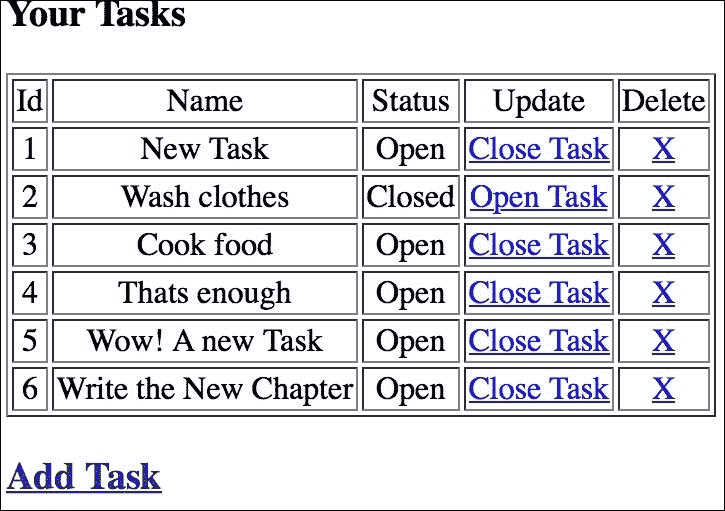 Your Tasks
Id Name Status Update Delete
1 New Task Open Close Task X
2 Wash clothes Closed Open Task X
3 Cook food Open Close Task X
4 Thats enough Open Close Task X
5 Wow! A new Task Open Close Task X
6 Write the New Chapter Open Close Task X
Add Task